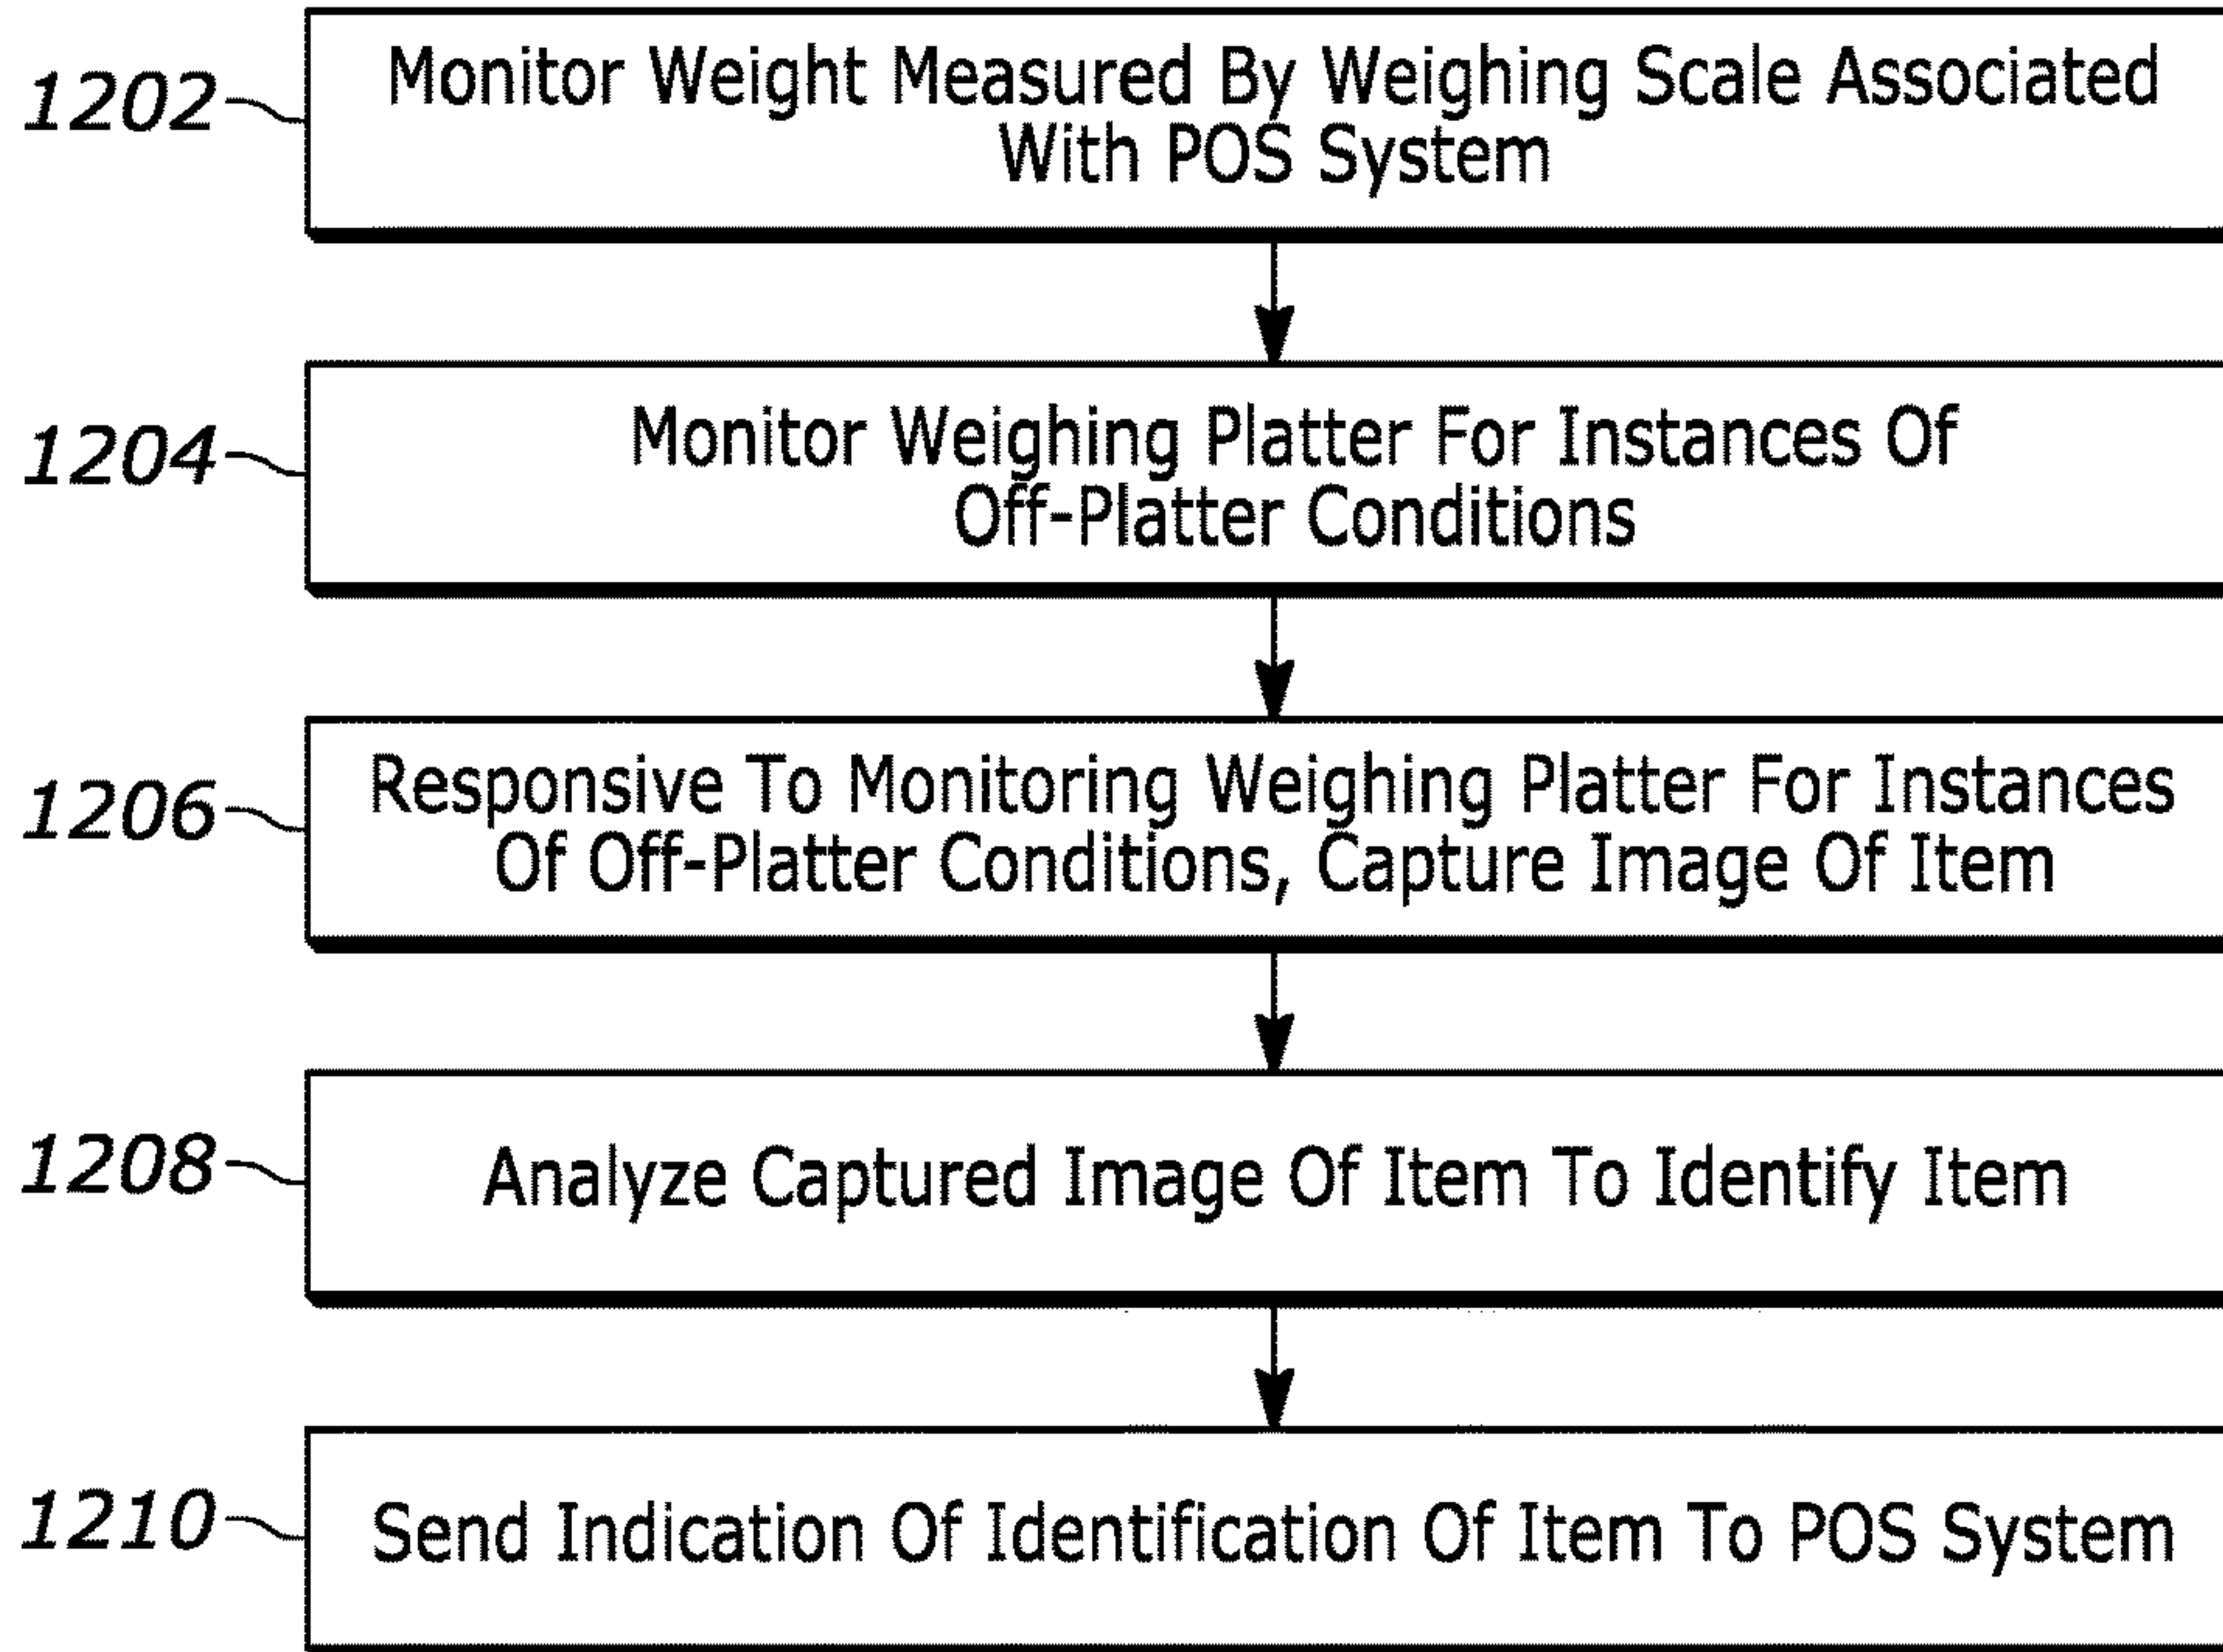 1202
Monitor Weight Measured By Weighing Scale Associated
With POS System
1204
Monitor Weighing Platter For Instances Of
Off-Platter Conditions
1206
Responsive To Monitoring Weighing Platter For Instances
Of Off-Platter Conditions, Capture Image Of Item
1208
Analyze Captured Image Of Item To Identify Item
1210
Send Indication Of Identification Of Item To POS System